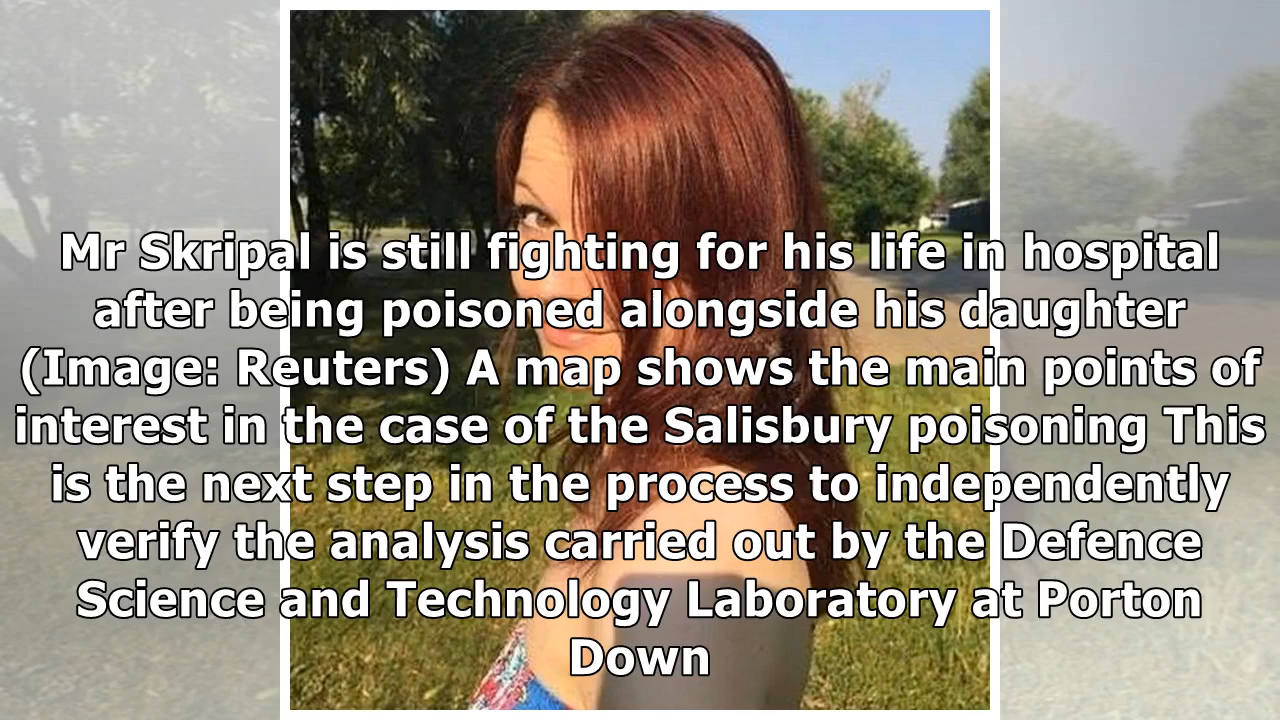 Mr Skripal is still fighting for his life in hospital
after being poisoned alongside his daughter
(Image: Reuters) A map shows the main points of
interest in the case of the Salisbury poisoning This
is the next step in the process to independently
verify the analysis carried out by the Defence
Science and Technology Laboratory at Porton
Down